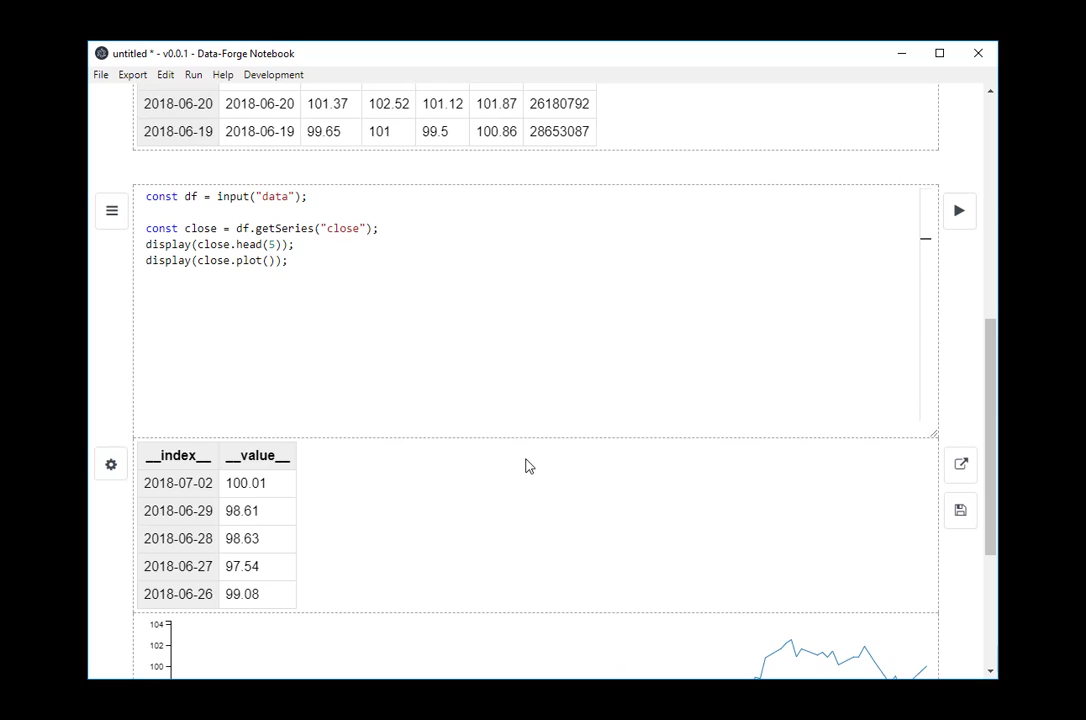 untitled * - v0.0.1 - Data-Forge Notebook
File Export Edit Run Help Development
2018-06-20 2018-06-20 101.37 102.52 101.12 101.87 26180792
2018-06-19 2018-06-19 99.65 101 99.5 100.86 28653087
const df = input("data");
const close = df.getSeries("close");
display(close.head(5));
display(close.plot());
__index__ __value__
2018-07-02 100.01
2018-06-29 98.61
2018-06-28 98.63
2018-06-27 97.54
2018-06-26 99.08
104
102
100